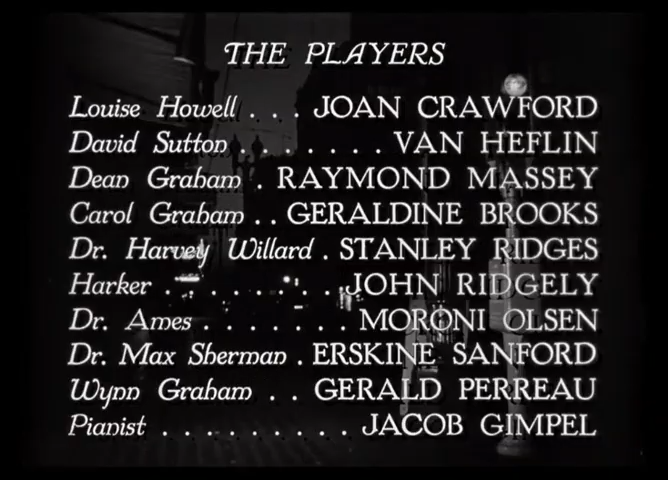 THE PLAYERS
Louise Howell . . . JOAN CRAWFORD
David Sutton . . . . . . . VAN HEFLIN
Dean Graham . RAYMOND MASSEY
Carol Graham . . GERALDINE BROOKS
Dr. Harvey Willard . STANLEY RIDGES
Harker . . . . . . . . JOHN RIDGELY
Dr. Ames . . . . . . . MORONI OLSEN
Dr. Max Sherman . ERSKINE SANFORD
Wynn Graham . . GERALD PERREAU
Pianist . . . . . . . . . JACOB GIMPEL